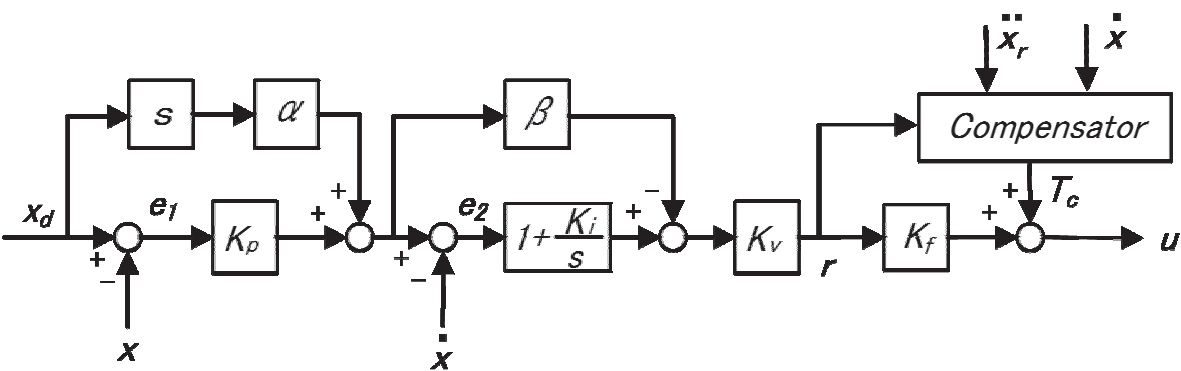 ẍr ẋ
s α β Compensator
+ − + Tc
xd e1 Kp + e2 1+ Ki/s + Kv r Kf + u
+ − + −
x ẋ